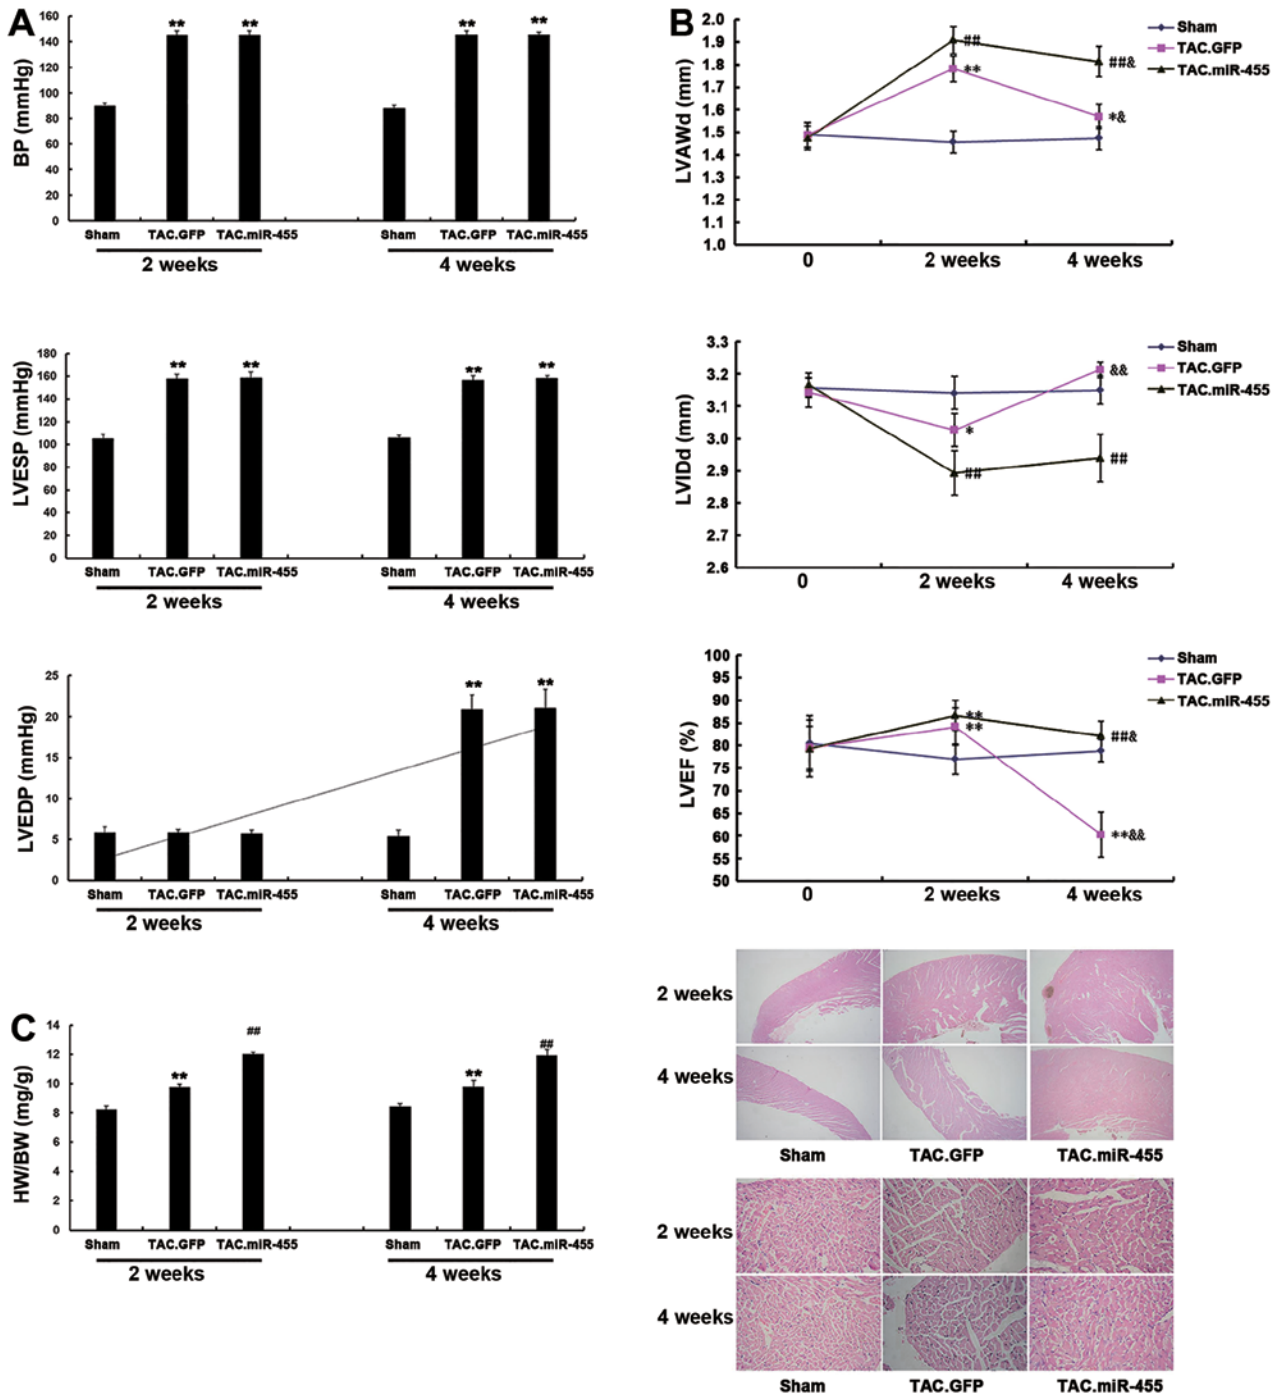 A
BP (mmHg)
160
140
120
100
80
60
40
20
0
** ** ** **
Sham TAC.GFP TAC.miR-455 Sham TAC.GFP TAC.miR-455
2 weeks 4 weeks
LVESP (mmHg)
180
160
140
120
100
80
60
40
20
0
** ** ** **
Sham TAC.GFP TAC.miR-455 Sham TAC.GFP TAC.miR-455
2 weeks 4 weeks
LVEDP (mmHg)
25
20
15
10
5
0
** **
Sham TAC.GFP TAC.miR-455 Sham TAC.GFP TAC.miR-455
2 weeks 4 weeks
B
LVAWd (mm)
2.0
1.9
1.8
1.7
1.6
1.5
1.4
1.3
1.2
1.1
1.0
##
**
##&
*&
Sham
TAC.GFP
TAC.miR-455
0 2 weeks 4 weeks
LVIDd (mm)
3.3
3.2
3.1
3.0
2.9
2.8
2.7
2.6
*
##
&&
##
Sham
TAC.GFP
TAC.miR-455
0 2 weeks 4 weeks
LVEF (%)
100
95
90
85
80
75
70
65
60
55
50
**
**
##&
**&&
Sham
TAC.GFP
TAC.miR-455
0 2 weeks 4 weeks
C
HW/BW (mg/g)
14
12
10
8
6
4
2
0
** ## ** ##
Sham TAC.GFP TAC.miR-455 Sham TAC.GFP TAC.miR-455
2 weeks 4 weeks
2 weeks
4 weeks
Sham TAC.GFP TAC.miR-455
2 weeks
4 weeks
Sham TAC.GFP TAC.miR-455